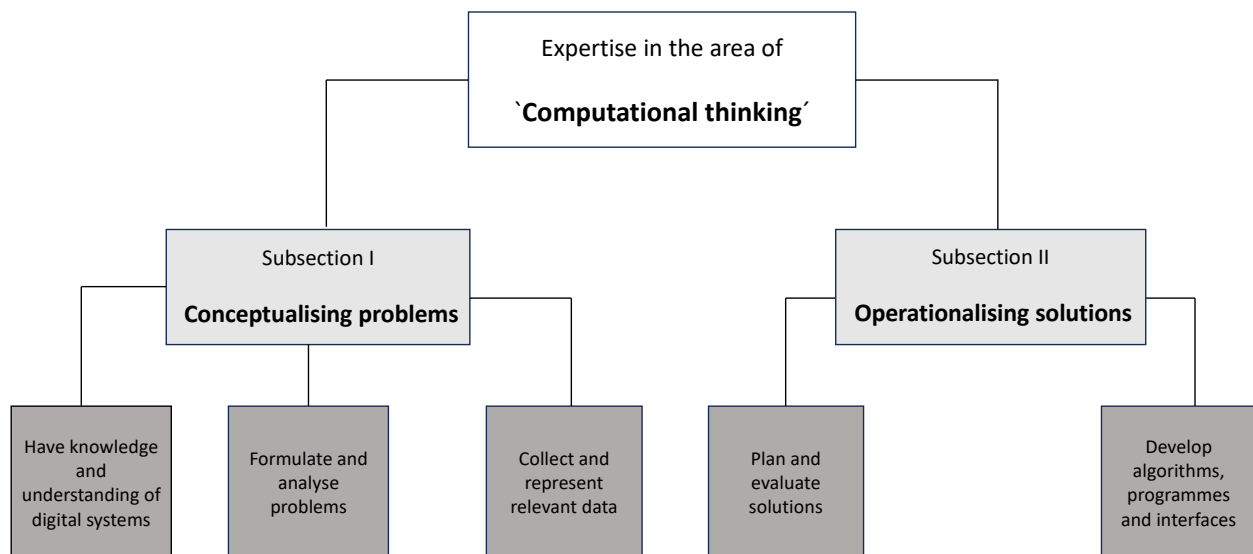 Expertise in the area of
`Computational thinking´
Subsection I
Conceptualising problems
Subsection II
Operationalising solutions
Have knowledge
and
understanding of
digital systems
Formulate and
analyse
problems
Collect and
represent
relevant data
Plan and
evaluate
solutions
Develop
algorithms,
programmes
and interfaces